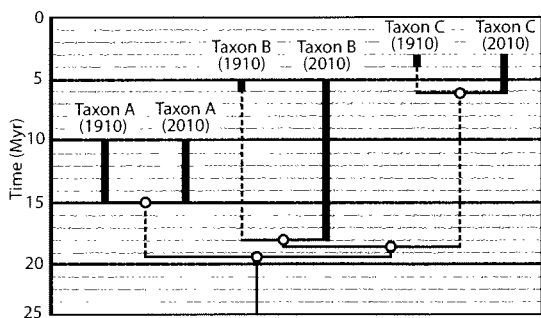 0
5
10
15
20
25
Time (Myr)
Taxon A
(1910)
Taxon A
(2010)
Taxon B
(1910)
Taxon B
(2010)
Taxon C
(1910)
Taxon C
(2010)